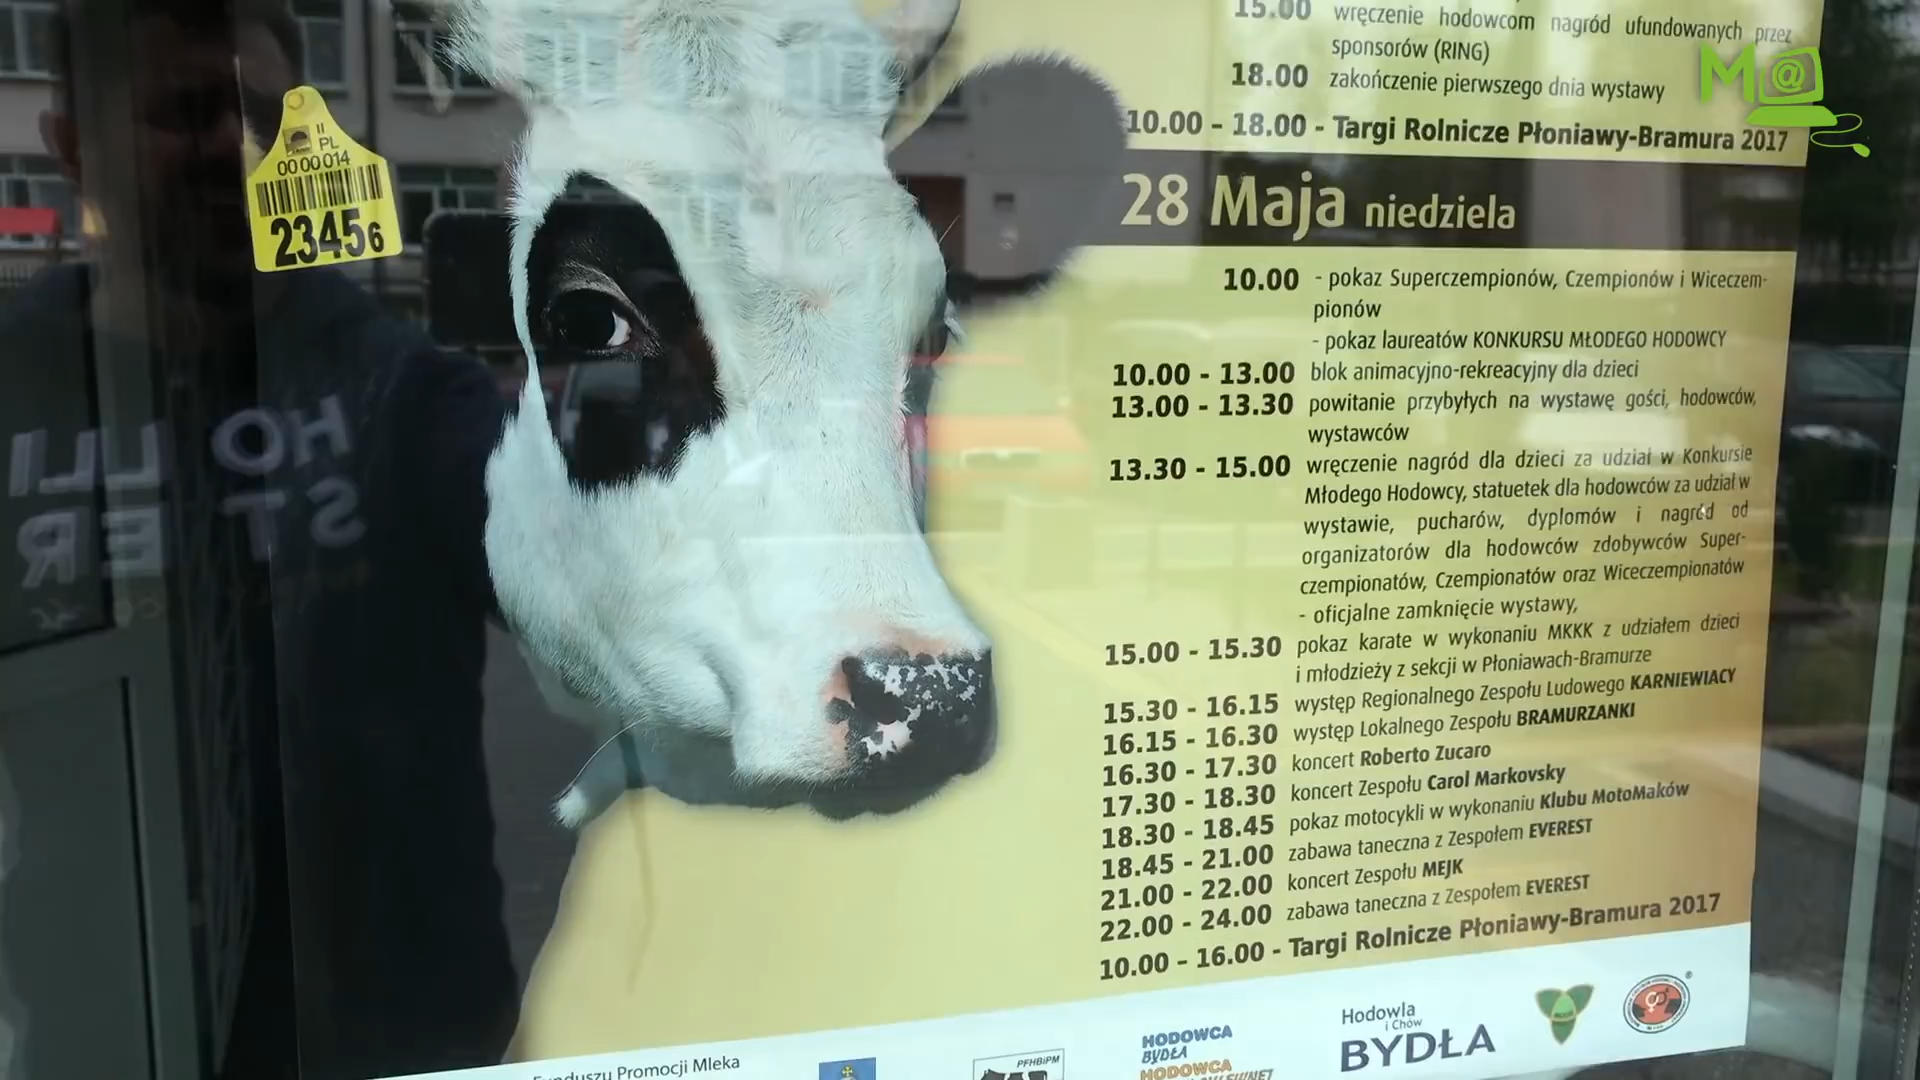 15.00 wręczenie hodowcom nagród ufundowanych przez
sponsorów (RING)
18.00 zakończenie pierwszego dnia wystawy
10.00 – 18.00 - Targi Rolnicze Płoniawy-Bramura 2017
28 Maja niedziela
10.00 - pokaz Superczempionów, Czempionów i Wiceczem-
pionów
- pokaz laureatów KONKURSU MŁODEGO HODOWCY
10.00 - 13.00 blok animacyjno-rekreacyjny dla dzieci
13.00 - 13.30 powitanie przybyłych na wystawę gości, hodowców,
wystawców
13.30 - 15.00 wręczenie nagród dla dzieci za udział w Konkursie
Młodego Hodowcy, statuetek dla hodowców za udział w
wystawie, pucharów, dyplomów i nagród od
organizatorów dla hodowców zdobywców Super-
czempionatów, Czempionatów oraz Wiceczempionatów
- oficjalne zamknięcie wystawy,
15.00 - 15.30 pokaz karate w wykonaniu MKKK z udziałem dzieci
i młodzieży z sekcji w Płoniawach-Bramurze
15.30 - 16.15 występ Regionalnego Zespołu Ludowego KARNIEWIACY
16.15 - 16.30 występ Lokalnego Zespołu BRAMURZANKI
16.30 - 17.30 koncert Roberto Zucaro
17.30 - 18.30 koncert Zespołu Carol Markovsky
18.30 - 18.45 pokaz motocykli w wykonaniu Klubu MotoMaków
18.45 - 21.00 zabawa taneczna z Zespołem EVEREST
21.00 - 22.00 koncert Zespołu MEJK
22.00 - 24.00 zabawa taneczna z Zespołem EVEREST
10.00 – 16.00 - Targi Rolnicze Płoniawy-Bramura 2017
II
PL
00 00 014
23456
HO LLI
ST ER
M@
Funduszu Promocji Mleka
PFHBiPM
HODOWCA
BYDŁA
HODOWCA
Hodowla
i Chów
BYDŁA